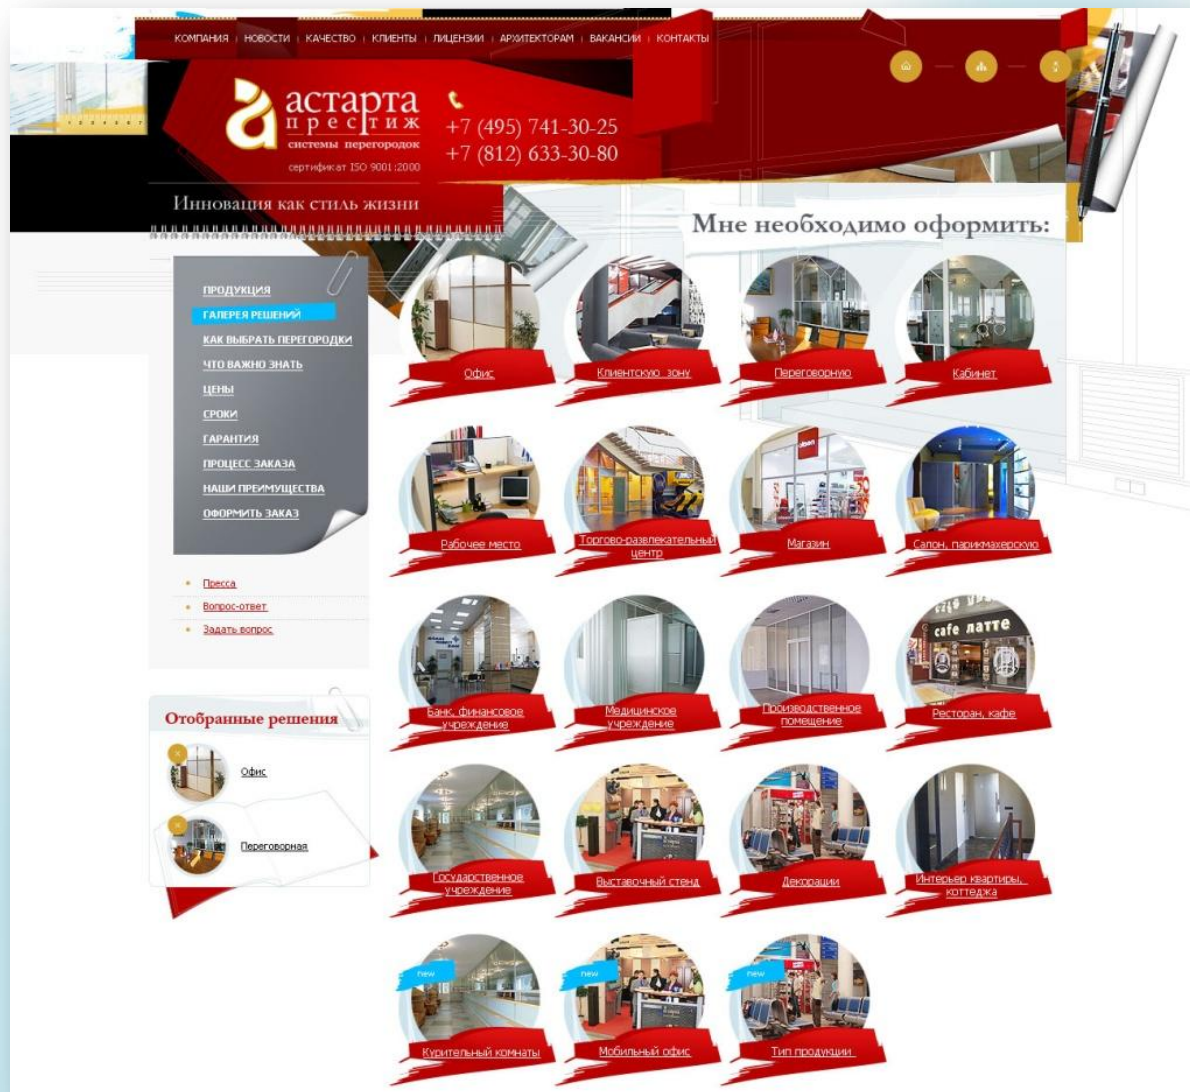 КОМПАНИЯ | НОВОСТИ | КАЧЕСТВО | КЛИЕНТЫ | ЛИЦЕНЗИИ | АРХИТЕКТОРАМ | ВАКАНСИИ | КОНТАКТЫ
астарта
престиж
системы перегородок
сертификат ISO 9001:2000
+7 (495) 741-30-25
+7 (812) 633-30-80
Инновация как стиль жизни
Мне необходимо оформить:
ПРОДУКЦИЯ
ГАЛЕРЕЯ РЕШЕНИЙ
КАК ВЫБРАТЬ ПЕРЕГОРОДКИ
ЧТО ВАЖНО ЗНАТЬ
ЦЕНЫ
СРОКИ
ГАРАНТИЯ
ПРОЦЕСС ЗАКАЗА
НАШИ ПРЕИМУЩЕСТВА
ОФОРМИТЬ ЗАКАЗ
Пресса
Вопрос-ответ
Задать вопрос
Отобранные решения
Офис
Переговорная
Офис
Клиентскую зону
Переговорную
Кабинет
Рабочее место
Торгово-развлекательный
центр
Магазин
Салон, парикмахерскую
Банк, финансовое
учреждение
Медицинское
учреждение
Производственное
помещение
cafe латте
Ресторан, кафе
Государственное
учреждение
Выставочный стенд
Декорации
Интерьер квартиры,
коттеджа
new
Курительный комнаты
new
Мобильный офис
new
Тип продукции